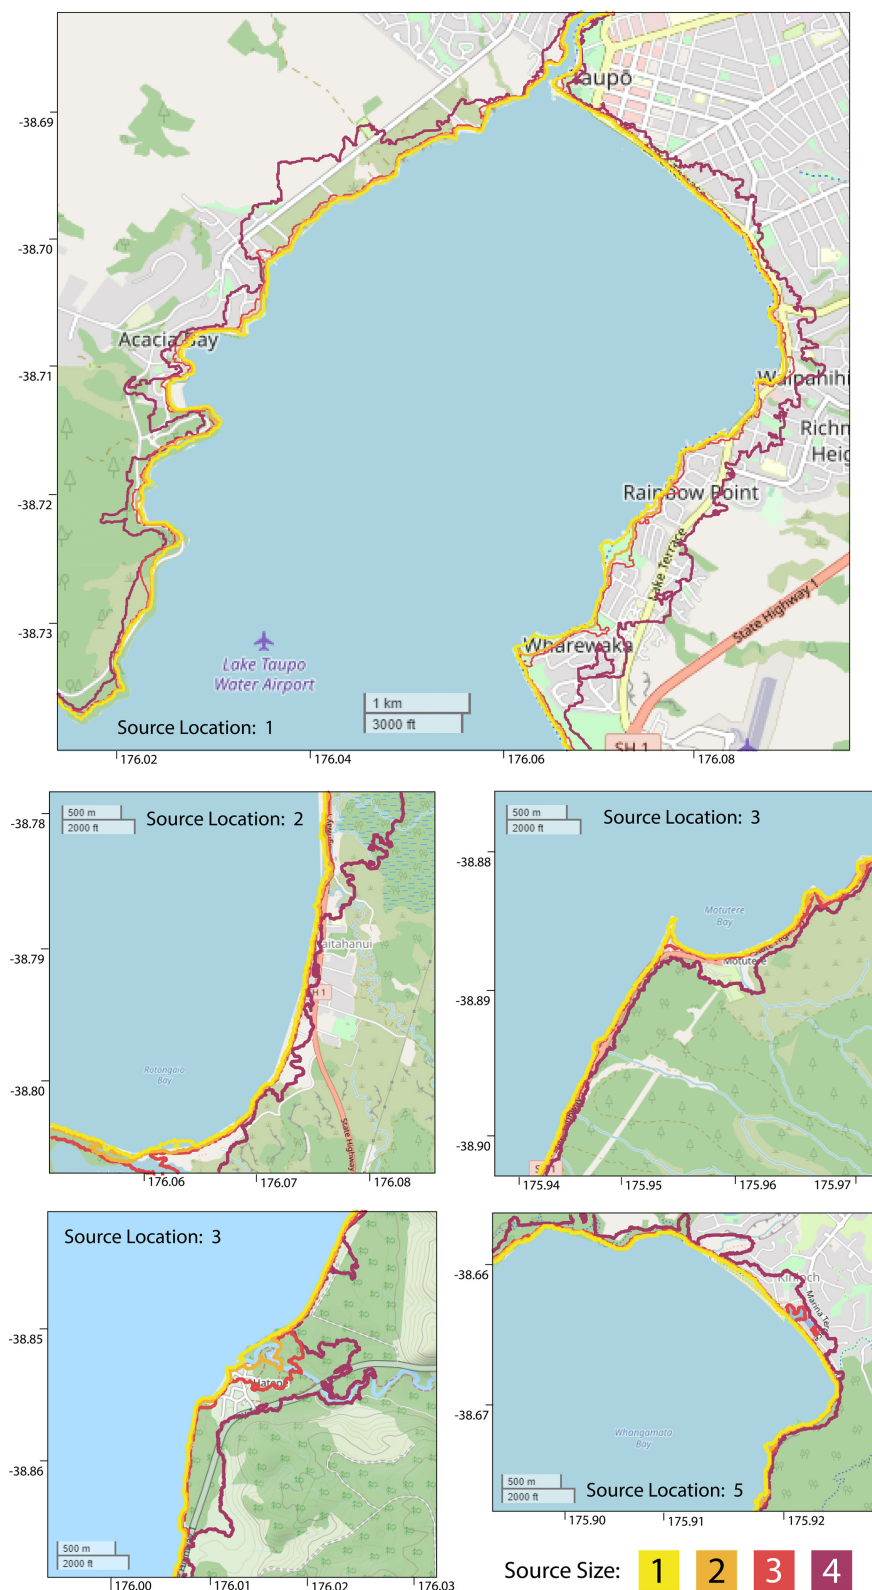 aupō
-38.69
-38.70
Acacia Bay
-38.71
Waipahihi
Richm
Heig
-38.72
Rainbow Point
Lake Terrace
State Highway 1
-38.73
Wharewaka
Lake Taupo
Water Airport
1 km
3000 ft
Source Location: 1
SH 1
176.02
176.04
176.06
176.08
500 m
2000 ft
Source Location: 2
-38.78
-38.79
aitahanui
H 1
-38.80
Rotongaio
Bay
State Highway
176.06
176.07
176.08
500 m
2000 ft
Source Location: 3
-38.88
Motutere
Bay
Motutere
-38.89
-38.90
175.94
175.95
175.96
175.97
Source Location: 3
-38.85
Hatepe
-38.86
500 m
2000 ft
176.00
176.01
176.02
176.03
-38.66
Kinloch
Marina Ter
-38.67
Whangamata
Bay
500 m
2000 ft
Source Location: 5
175.90
175.91
175.92
Source Size: 1 2 3 4